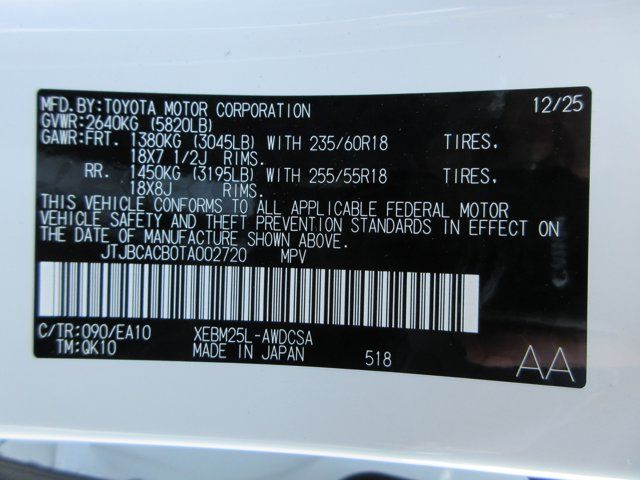 MFD.BY:TOYOTA MOTOR CORPORATION 12/25
GVWR:2640KG (5820LB)
GAWR:FRT. 1380KG (3045LB) WITH 235/60R18 TIRES.
18X7 1/2J RIMS.
RR. 1450KG (3195LB) WITH 255/55R18 TIRES.
18X8J RIMS.
THIS VEHICLE CONFORMS TO ALL APPLICABLE FEDERAL MOTOR
VEHICLE SAFETY AND THEFT PREVENTION STANDARDS IN EFFECT ON
THE DATE OF MANUFACTURE SHOWN ABOVE.
JTJBCACB0TA002720 MPV
C/TR:090/EA10 XEBM25L-AWDCSA
TM:QK10 MADE IN JAPAN 518 AA